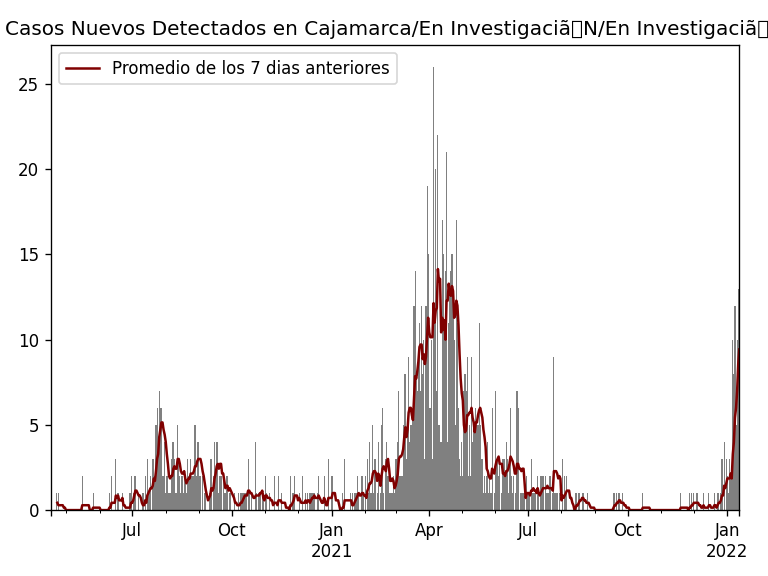 Casos Nuevos Detectados en Cajamarca/En Investigaciã▯N/En Investigaciã▯
Promedio de los 7 dias anteriores
25
20
15
10
5
0
Jul Oct Jan Apr Jul Oct Jan
2021 2022